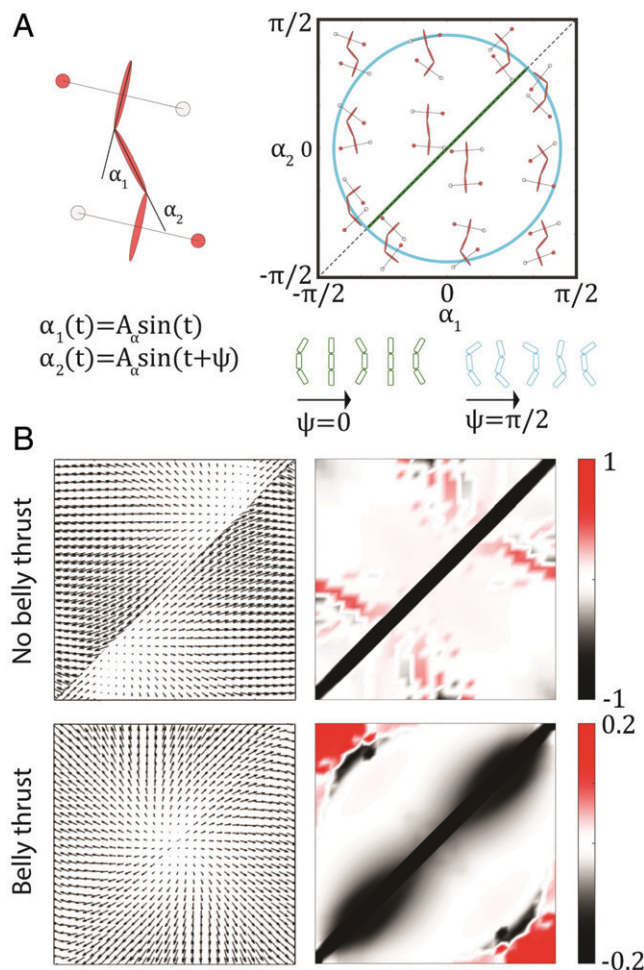 A
α1
α2
α1(t)=Aαsin(t)
α2(t)=Aαsin(t+ψ)
π/2
α2 0
-π/2
-π/2 0 π/2
α1
ψ=0
ψ=π/2
B
No belly thrust
1
-1
Belly thrust
0.2
-0.2